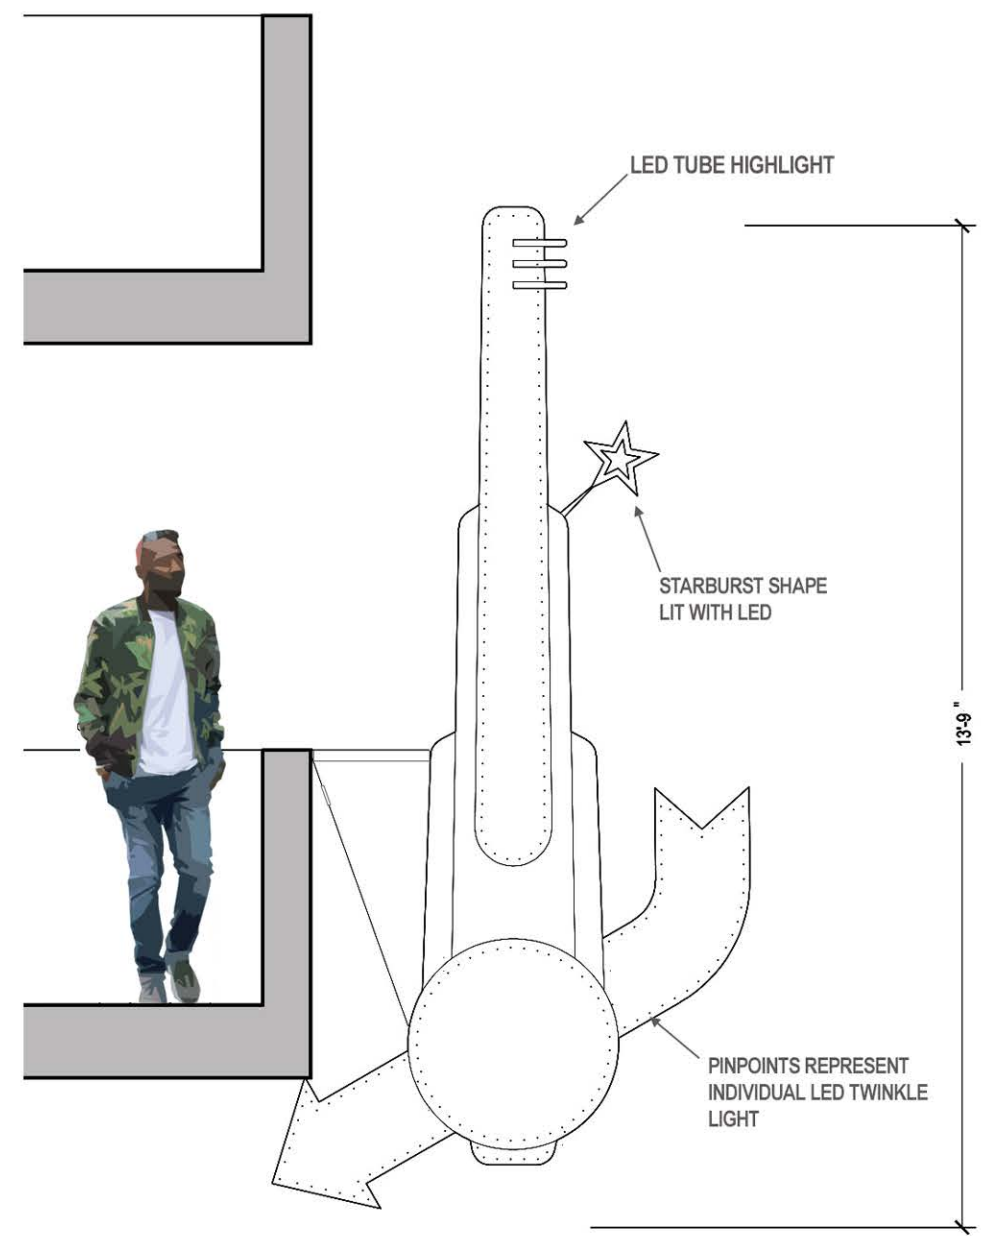 LED TUBE HIGHLIGHT
STARBURST SHAPE
LIT WITH LED
13'-9 "
PINPOINTS REPRESENT
INDIVIDUAL LED TWINKLE
LIGHT